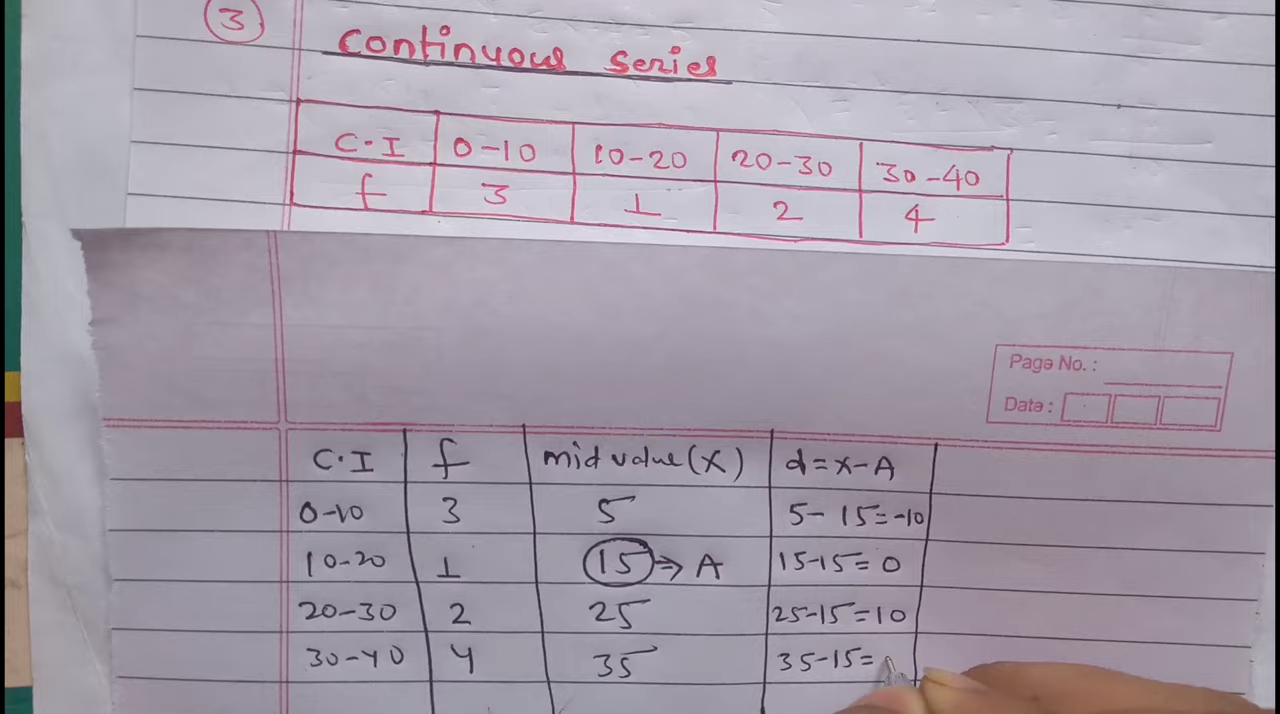 3
Continuous series
C.I 0-10 10-20 20-30 30-40
f 3 1 2 4
Page No. :
Date :
C.I f mid value (X) d=X-A
0-10 3 5 5-15=-10
10-20 1 15 → A 15-15=0
20-30 2 25 25-15=10
30-40 4 35 35-15=